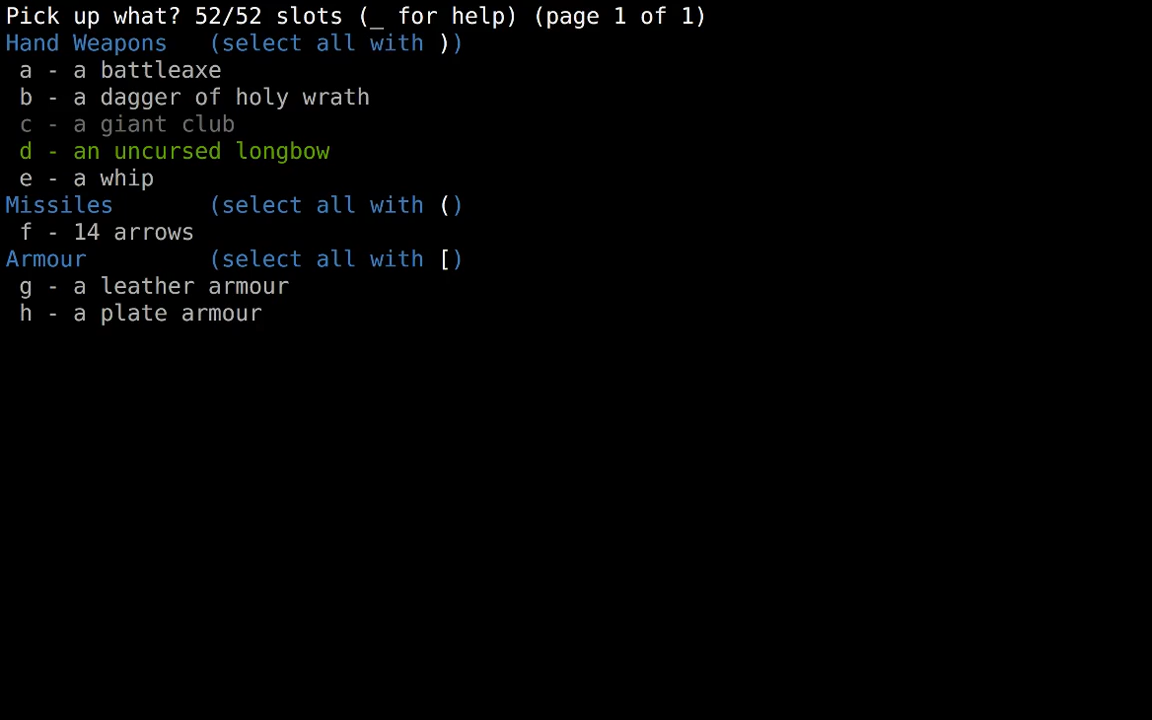 Pick up what? 52/52 slots (_ for help) (page 1 of 1)
Hand Weapons (select all with ))
a - a battleaxe
b - a dagger of holy wrath
c - a giant club
d - an uncursed longbow
e - a whip
Missiles (select all with ()
f - 14 arrows
Armour (select all with [)
g - a leather armour
h - a plate armour